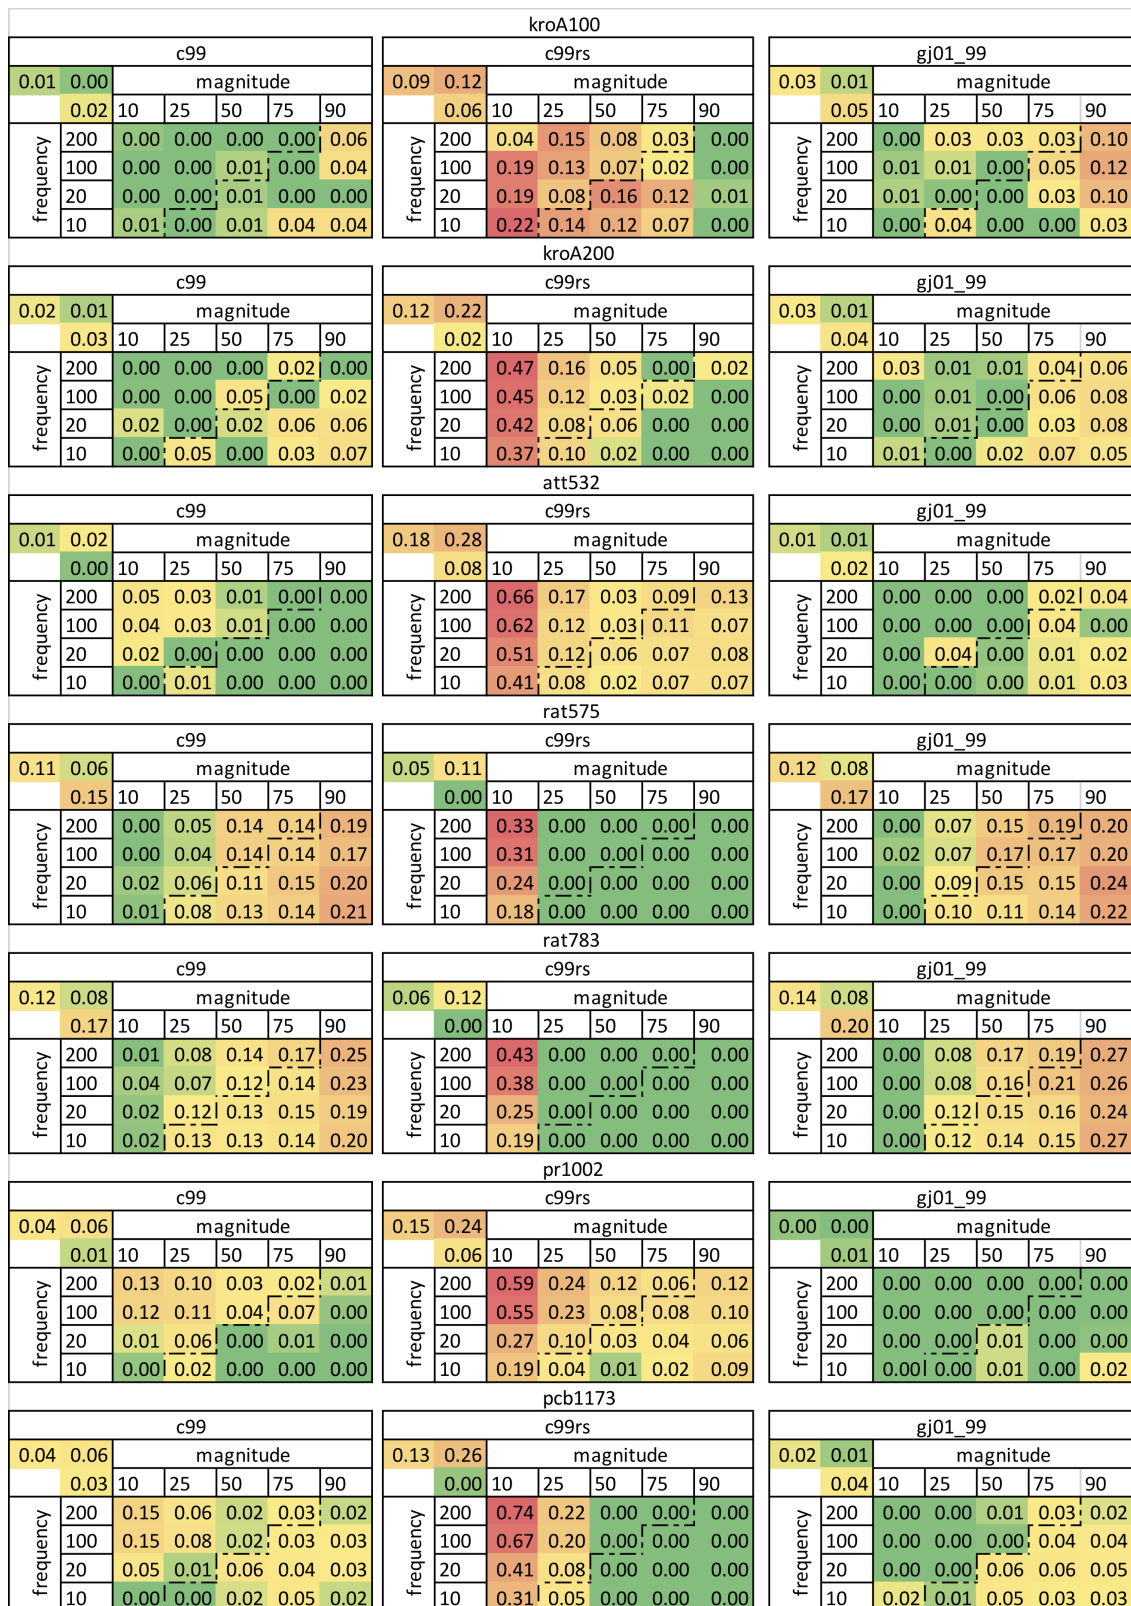 kroA100
c99 c99rs gj01_99
0.01 0.00 magnitude 0.09 0.12 magnitude 0.03 0.01 magnitude
0.02 10 25 50 75 90 0.06 10 25 50 75 90 0.05 10 25 50 75 90
frequency 200 0.00 0.00 0.00 0.00 0.06 frequency 200 0.04 0.15 0.08 0.03 0.00 frequency 200 0.00 0.03 0.03 0.03 0.10
100 0.00 0.00 0.01 0.00 0.04 100 0.19 0.13 0.07 0.02 0.00 100 0.01 0.01 0.00 0.05 0.12
20 0.00 0.00 0.01 0.00 0.00 20 0.19 0.08 0.16 0.12 0.01 20 0.01 0.00 0.00 0.03 0.10
10 0.01 0.00 0.01 0.04 0.04 10 0.22 0.14 0.12 0.07 0.00 10 0.00 0.04 0.00 0.00 0.03
kroA200
c99 c99rs gj01_99
0.02 0.01 magnitude 0.12 0.22 magnitude 0.03 0.01 magnitude
0.03 10 25 50 75 90 0.02 10 25 50 75 90 0.04 10 25 50 75 90
frequency 200 0.00 0.00 0.00 0.02 0.00 frequency 200 0.47 0.16 0.05 0.00 0.02 frequency 200 0.03 0.01 0.01 0.04 0.06
100 0.00 0.00 0.05 0.00 0.02 100 0.45 0.12 0.03 0.02 0.00 100 0.00 0.01 0.00 0.06 0.08
20 0.02 0.00 0.02 0.06 0.06 20 0.42 0.08 0.06 0.00 0.00 20 0.00 0.01 0.00 0.03 0.08
10 0.00 0.05 0.00 0.03 0.07 10 0.37 0.10 0.02 0.00 0.00 10 0.01 0.00 0.02 0.07 0.05
att532
c99 c99rs gj01_99
0.01 0.02 magnitude 0.18 0.28 magnitude 0.01 0.01 magnitude
0.00 10 25 50 75 90 0.08 10 25 50 75 90 0.02 10 25 50 75 90
frequency 200 0.05 0.03 0.01 0.00 0.00 frequency 200 0.66 0.17 0.03 0.09 0.13 frequency 200 0.00 0.00 0.00 0.02 0.04
100 0.04 0.03 0.01 0.00 0.00 100 0.62 0.12 0.03 0.11 0.07 100 0.00 0.00 0.00 0.04 0.00
20 0.02 0.00 0.00 0.00 0.00 20 0.51 0.12 0.06 0.07 0.08 20 0.00 0.04 0.00 0.01 0.02
10 0.00 0.01 0.00 0.00 0.00 10 0.41 0.08 0.02 0.07 0.07 10 0.00 0.00 0.00 0.01 0.03
rat575
c99 c99rs gj01_99
0.11 0.06 magnitude 0.05 0.11 magnitude 0.12 0.08 magnitude
0.15 10 25 50 75 90 0.00 10 25 50 75 90 0.17 10 25 50 75 90
frequency 200 0.00 0.05 0.14 0.14 0.19 frequency 200 0.33 0.00 0.00 0.00 0.00 frequency 200 0.00 0.07 0.15 0.19 0.20
100 0.00 0.04 0.14 0.14 0.17 100 0.31 0.00 0.00 0.00 0.00 100 0.02 0.07 0.17 0.17 0.20
20 0.02 0.06 0.11 0.15 0.20 20 0.24 0.00 0.00 0.00 0.00 20 0.00 0.09 0.15 0.15 0.24
10 0.01 0.08 0.13 0.14 0.21 10 0.18 0.00 0.00 0.00 0.00 10 0.00 0.10 0.11 0.14 0.22
rat783
c99 c99rs gj01_99
0.12 0.08 magnitude 0.06 0.12 magnitude 0.14 0.08 magnitude
0.17 10 25 50 75 90 0.00 10 25 50 75 90 0.20 10 25 50 75 90
frequency 200 0.01 0.08 0.14 0.17 0.25 frequency 200 0.43 0.00 0.00 0.00 0.00 frequency 200 0.00 0.08 0.17 0.19 0.27
100 0.04 0.07 0.12 0.14 0.23 100 0.38 0.00 0.00 0.00 0.00 100 0.00 0.08 0.16 0.21 0.26
20 0.02 0.12 0.13 0.15 0.19 20 0.25 0.00 0.00 0.00 0.00 20 0.00 0.12 0.15 0.16 0.24
10 0.02 0.13 0.13 0.14 0.20 10 0.19 0.00 0.00 0.00 0.00 10 0.00 0.12 0.14 0.15 0.27
pr1002
c99 c99rs gj01_99
0.04 0.06 magnitude 0.15 0.24 magnitude 0.00 0.00 magnitude
0.01 10 25 50 75 90 0.06 10 25 50 75 90 0.01 10 25 50 75 90
frequency 200 0.13 0.10 0.03 0.02 0.01 frequency 200 0.59 0.24 0.12 0.06 0.12 frequency 200 0.00 0.00 0.00 0.00 0.00
100 0.12 0.11 0.04 0.07 0.00 100 0.55 0.23 0.08 0.08 0.10 100 0.00 0.00 0.00 0.00 0.00
20 0.01 0.06 0.00 0.01 0.00 20 0.27 0.10 0.03 0.04 0.06 20 0.00 0.00 0.01 0.00 0.00
10 0.00 0.02 0.00 0.00 0.00 10 0.19 0.04 0.01 0.02 0.09 10 0.00 0.00 0.01 0.00 0.02
pcb1173
c99 c99rs gj01_99
0.04 0.06 magnitude 0.13 0.26 magnitude 0.02 0.01 magnitude
0.03 10 25 50 75 90 0.00 10 25 50 75 90 0.04 10 25 50 75 90
frequency 200 0.15 0.06 0.02 0.03 0.02 frequency 200 0.74 0.22 0.00 0.00 0.00 frequency 200 0.00 0.00 0.01 0.03 0.02
100 0.15 0.08 0.02 0.03 0.03 100 0.67 0.20 0.00 0.00 0.00 100 0.00 0.00 0.00 0.04 0.04
20 0.05 0.01 0.06 0.04 0.03 20 0.41 0.08 0.00 0.00 0.00 20 0.00 0.00 0.06 0.06 0.05
10 0.00 0.00 0.02 0.05 0.02 10 0.31 0.05 0.00 0.00 0.00 10 0.02 0.01 0.05 0.03 0.03